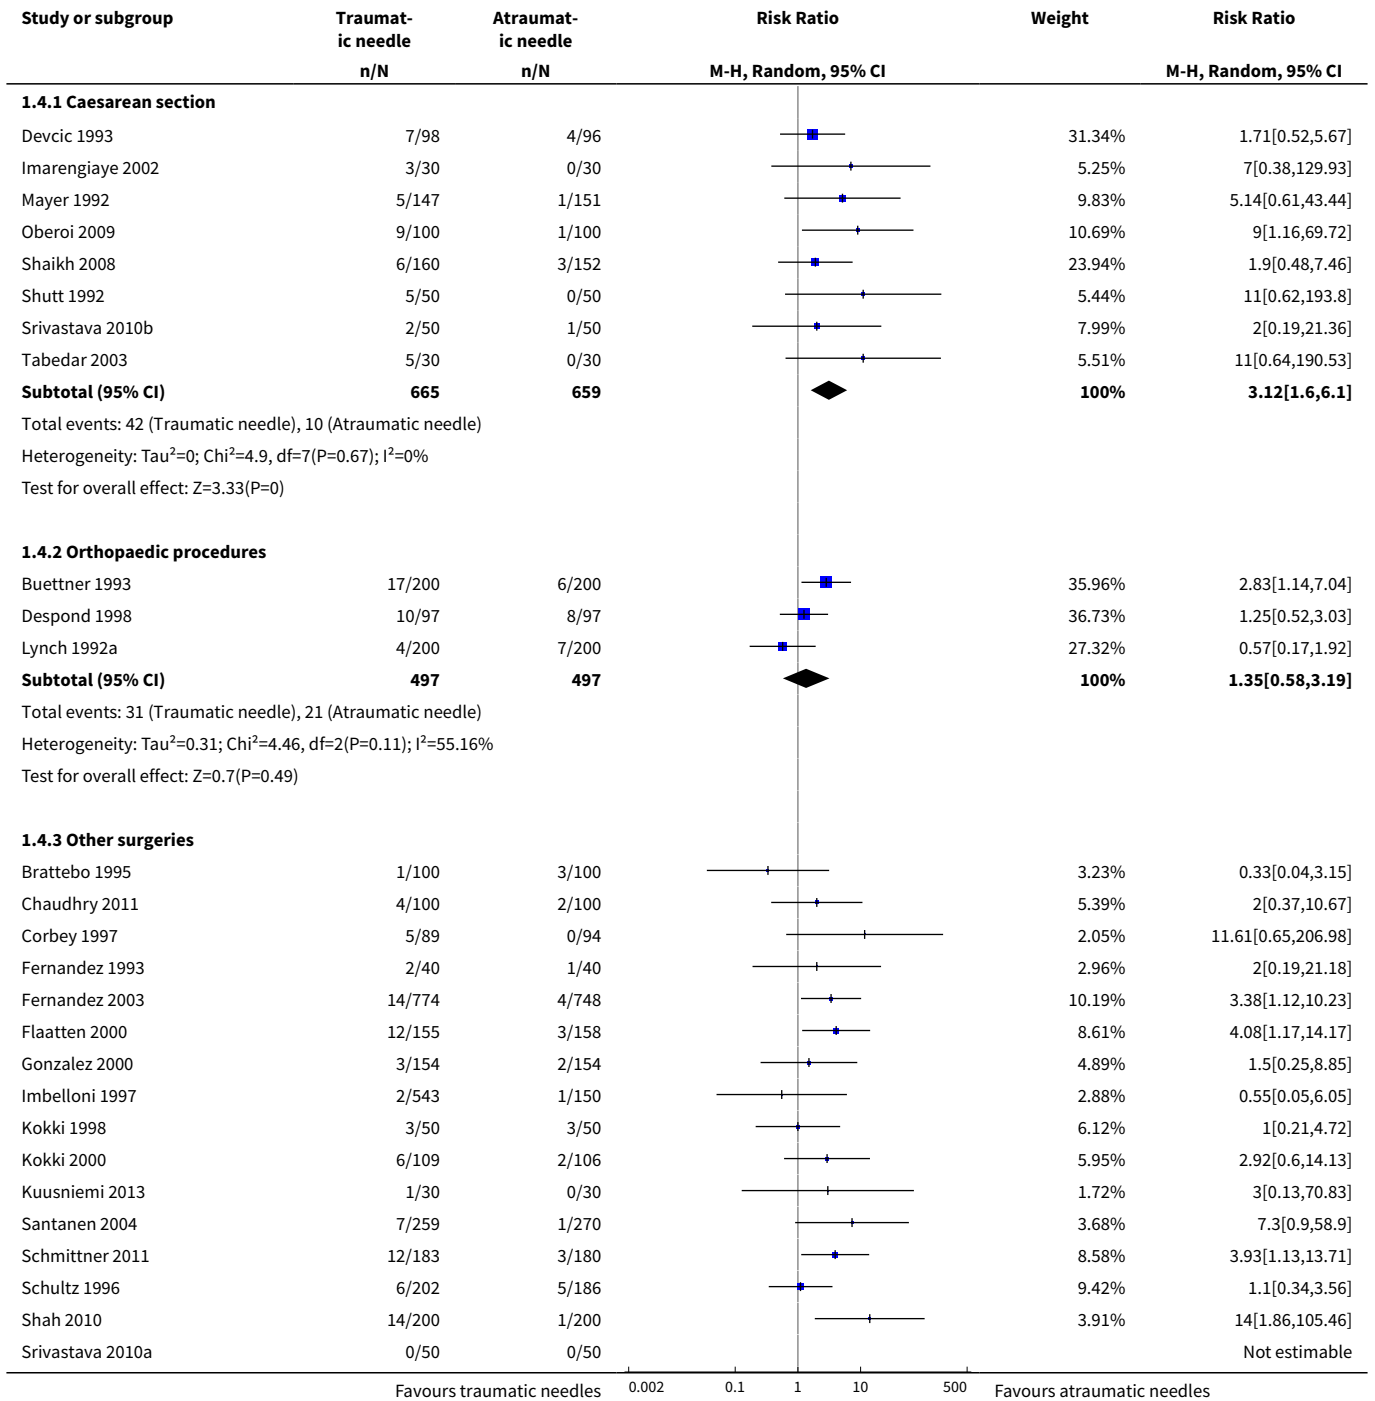 Study or subgroup Traumat- Atraumat- Risk Ratio Weight Risk Ratio
ic needle ic needle
n/N n/N M-H, Random, 95% CI M-H, Random, 95% CI
1.4.1 Caesarean section
Devcic 1993 7/98 4/96 31.34% 1.71[0.52,5.67]
Imarengiaye 2002 3/30 0/30 5.25% 7[0.38,129.93]
Mayer 1992 5/147 1/151 9.83% 5.14[0.61,43.44]
Oberoi 2009 9/100 1/100 10.69% 9[1.16,69.72]
Shaikh 2008 6/160 3/152 23.94% 1.9[0.48,7.46]
Shutt 1992 5/50 0/50 5.44% 11[0.62,193.8]
Srivastava 2010b 2/50 1/50 7.99% 2[0.19,21.36]
Tabedar 2003 5/30 0/30 5.51% 11[0.64,190.53]
Subtotal (95% CI) 665 659 100% 3.12[1.6,6.1]
Total events: 42 (Traumatic needle), 10 (Atraumatic needle)
Heterogeneity: Tau²=0; Chi²=4.9, df=7(P=0.67); I²=0%
Test for overall effect: Z=3.33(P=0)
1.4.2 Orthopaedic procedures
Buettner 1993 17/200 6/200 35.96% 2.83[1.14,7.04]
Despond 1998 10/97 8/97 36.73% 1.25[0.52,3.03]
Lynch 1992a 4/200 7/200 27.32% 0.57[0.17,1.92]
Subtotal (95% CI) 497 497 100% 1.35[0.58,3.19]
Total events: 31 (Traumatic needle), 21 (Atraumatic needle)
Heterogeneity: Tau²=0.31; Chi²=4.46, df=2(P=0.11); I²=55.16%
Test for overall effect: Z=0.7(P=0.49)
1.4.3 Other surgeries
Brattebo 1995 1/100 3/100 3.23% 0.33[0.04,3.15]
Chaudhry 2011 4/100 2/100 5.39% 2[0.37,10.67]
Corbey 1997 5/89 0/94 2.05% 11.61[0.65,206.98]
Fernandez 1993 2/40 1/40 2.96% 2[0.19,21.18]
Fernandez 2003 14/774 4/748 10.19% 3.38[1.12,10.23]
Flaatten 2000 12/155 3/158 8.61% 4.08[1.17,14.17]
Gonzalez 2000 3/154 2/154 4.89% 1.5[0.25,8.85]
Imbelloni 1997 2/543 1/150 2.88% 0.55[0.05,6.05]
Kokki 1998 3/50 3/50 6.12% 1[0.21,4.72]
Kokki 2000 6/109 2/106 5.95% 2.92[0.6,14.13]
Kuusniemi 2013 1/30 0/30 1.72% 3[0.13,70.83]
Santanen 2004 7/259 1/270 3.68% 7.3[0.9,58.9]
Schmittner 2011 12/183 3/180 8.58% 3.93[1.13,13.71]
Schultz 1996 6/202 5/186 9.42% 1.1[0.34,3.56]
Shah 2010 14/200 1/200 3.91% 14[1.86,105.46]
Srivastava 2010a 0/50 0/50 Not estimable
Favours traumatic needles 0.002 0.1 1 10 500 Favours atraumatic needles